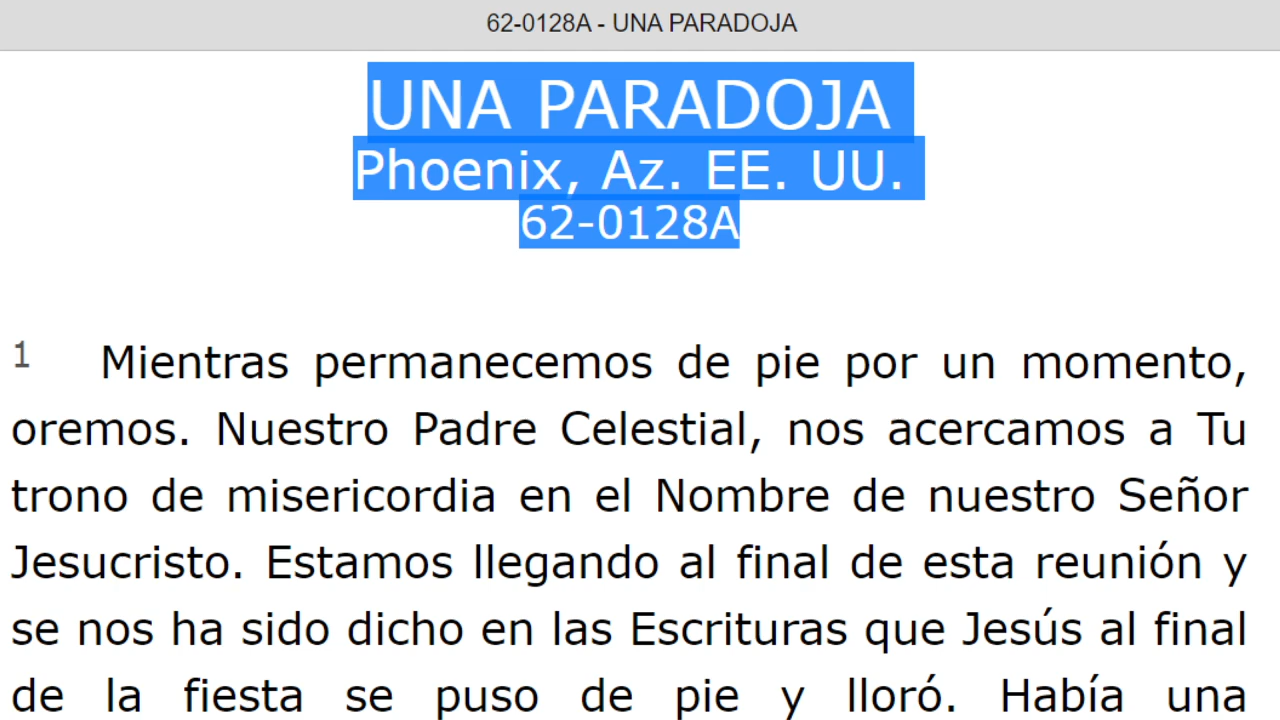 62-0128A - UNA PARADOJA
UNA PARADOJA
Phoenix, Az. EE. UU.
62-0128A
1 Mientras permanecemos de pie por un momento,
oremos. Nuestro Padre Celestial, nos acercamos a Tu
trono de misericordia en el Nombre de nuestro Señor
Jesucristo. Estamos llegando al final de esta reunión y
se nos ha sido dicho en las Escrituras que Jesús al final
de la fiesta se puso de pie y lloró. Había una